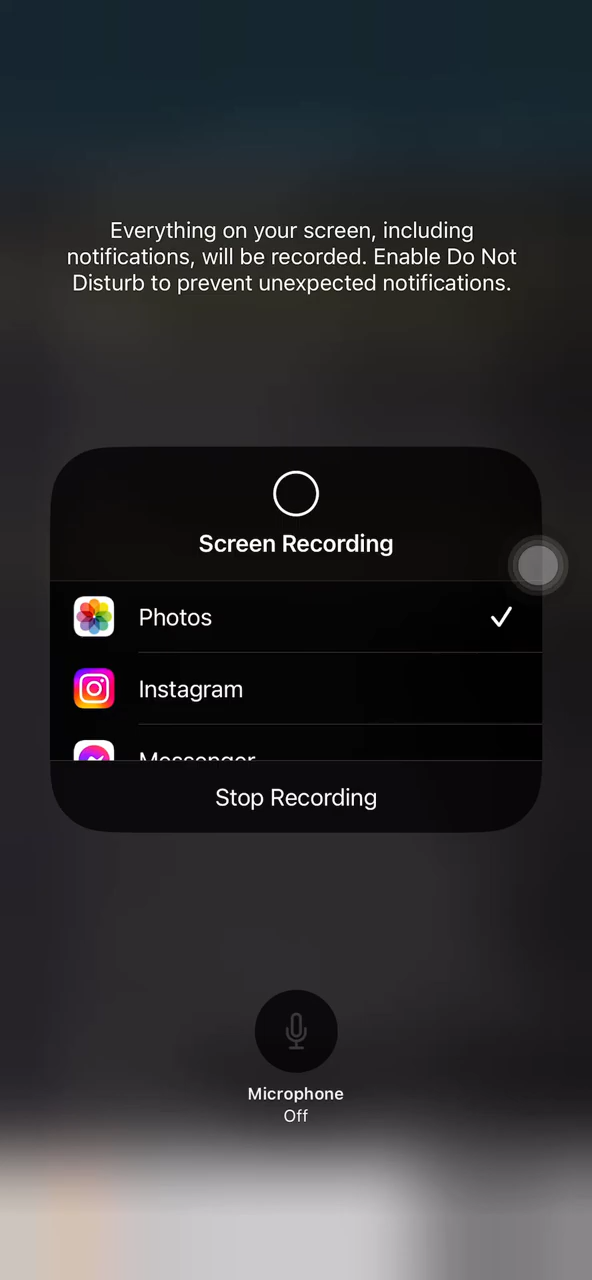 Everything on your screen, including
notifications, will be recorded. Enable Do Not
Disturb to prevent unexpected notifications.
Screen Recording
Photos
Instagram
Messenger
Stop Recording
Microphone
Off